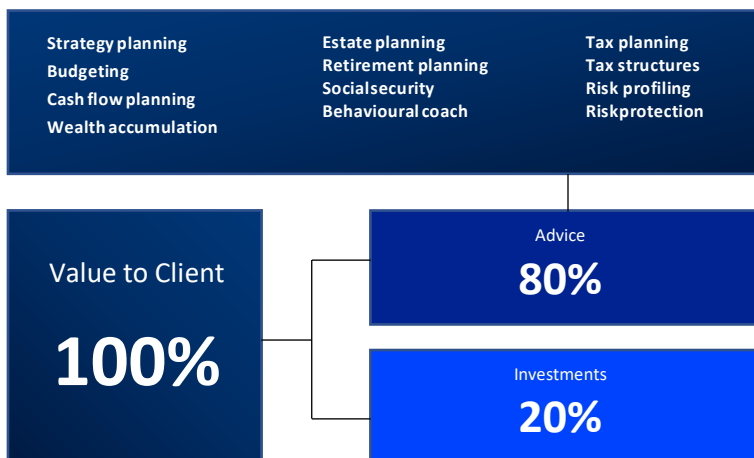 Strategy planning
Budgeting
Cash flow planning
Wealth accumulation
Estate planning
Retirement planning
Socialsecurity
Behavioural coach
Tax planning
Tax structures
Risk profiling
Riskprotection
Value to Client
100%
Advice
80%
Investments
20%